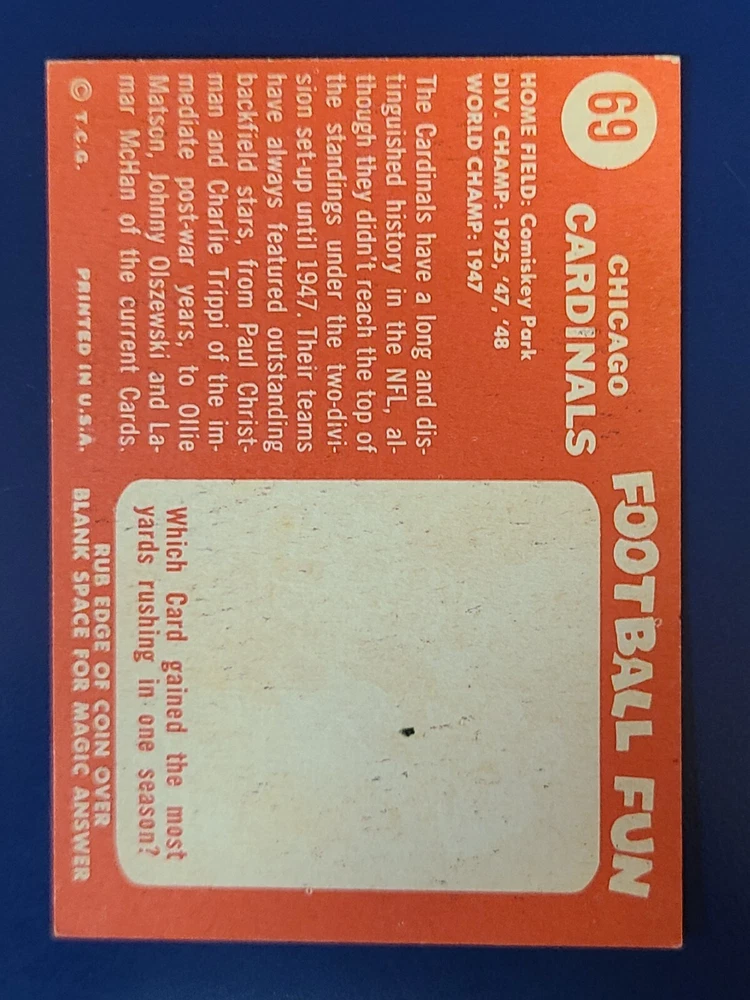 69
CHICAGO
CARDINALS
HOME FIELD: Comiskey Park
DIV. CHAMP: 1925, '47, '48
WORLD CHAMP: 1947
The Cardinals have a long and dis-
tinguished history in the NFL, al-
though they didn't reach the top of
the standings under the two-divi-
sion set-up until 1947. Their teams
have always featured outstanding
backfield stars, from Paul Christ-
man and Charlie Trippi of the im-
mediate post-war years, to Ollie
Matson, Johnny Olszewski and La-
mar McHan of the current Cards.
© T.C.G. PRINTED IN U.S.A.
FOOTBALL FUN
Which Card gained the most
yards rushing in one season?
RUB EDGE OF COIN OVER
BLANK SPACE FOR MAGIC ANSWER